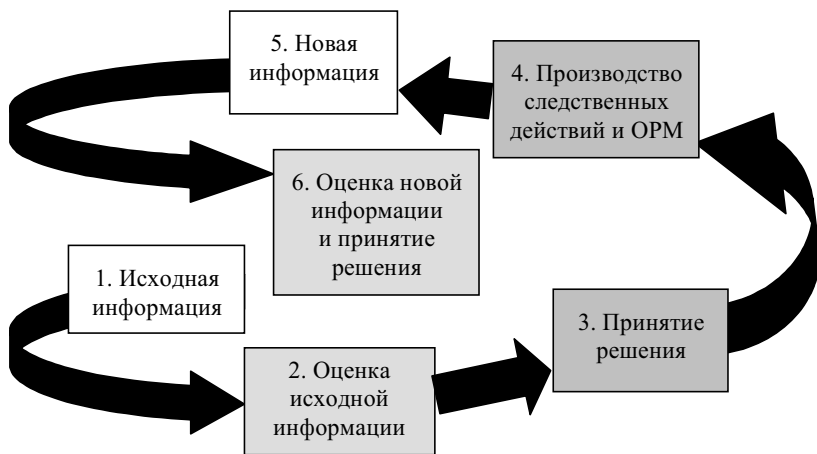 5. Новая
информация
4. Производство
следственных
действий и ОРМ
6. Оценка новой
информации
и принятие
решения
1. Исходная
информация
3. Принятие
решения
2. Оценка
исходной
информации